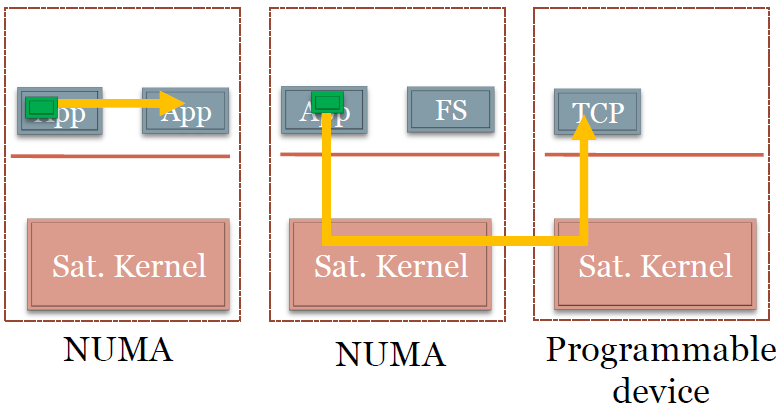 App
App
App
FS
TCP
Sat. Kernel
Sat. Kernel
Sat. Kernel
NUMA
NUMA
Programmable
device